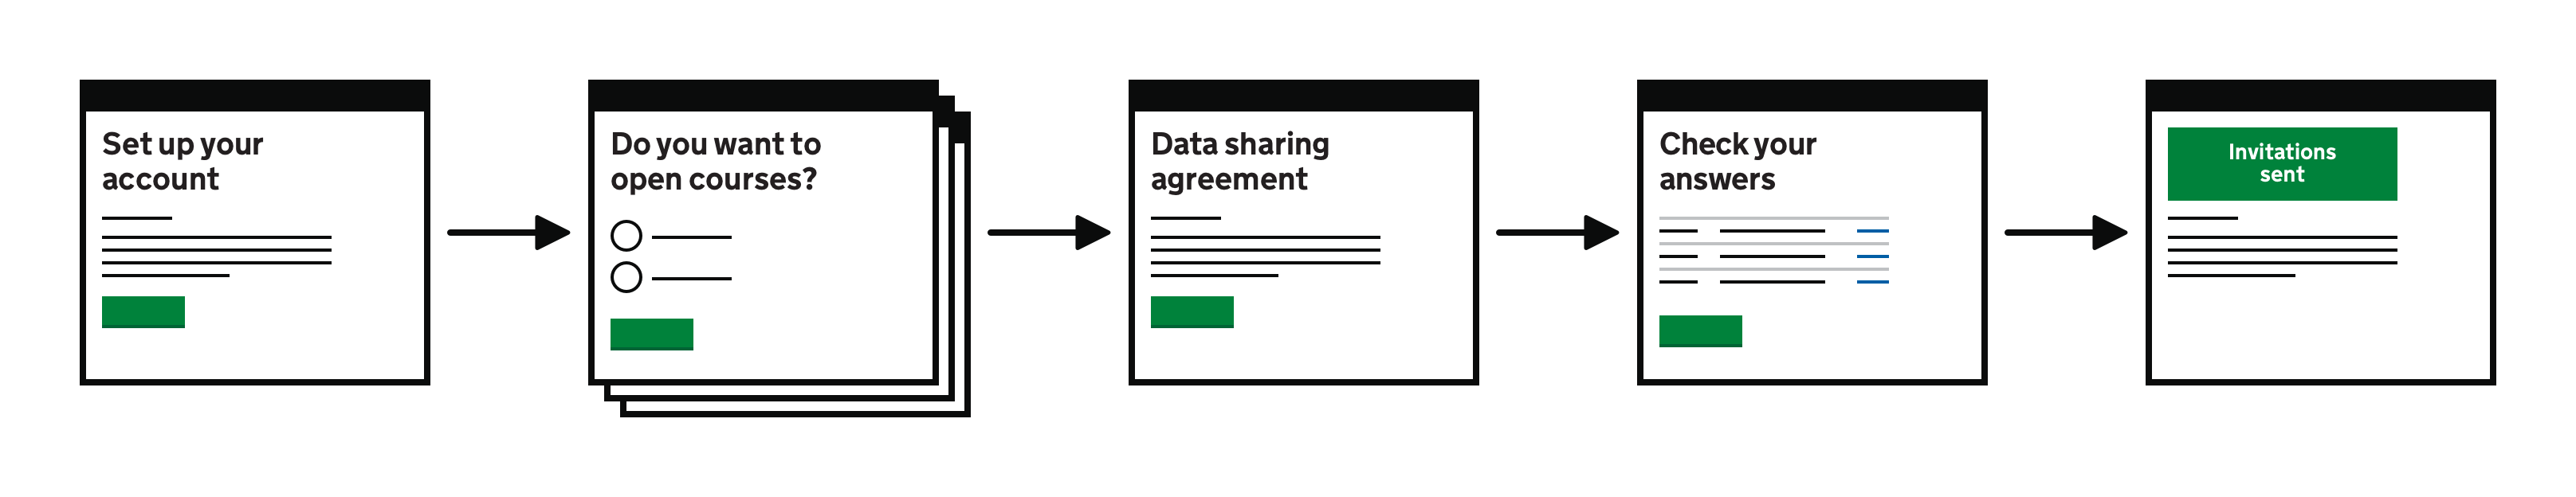 Set up your
account
Do you want to
open courses?
Data sharing
agreement
Check your
answers
Invitations
sent